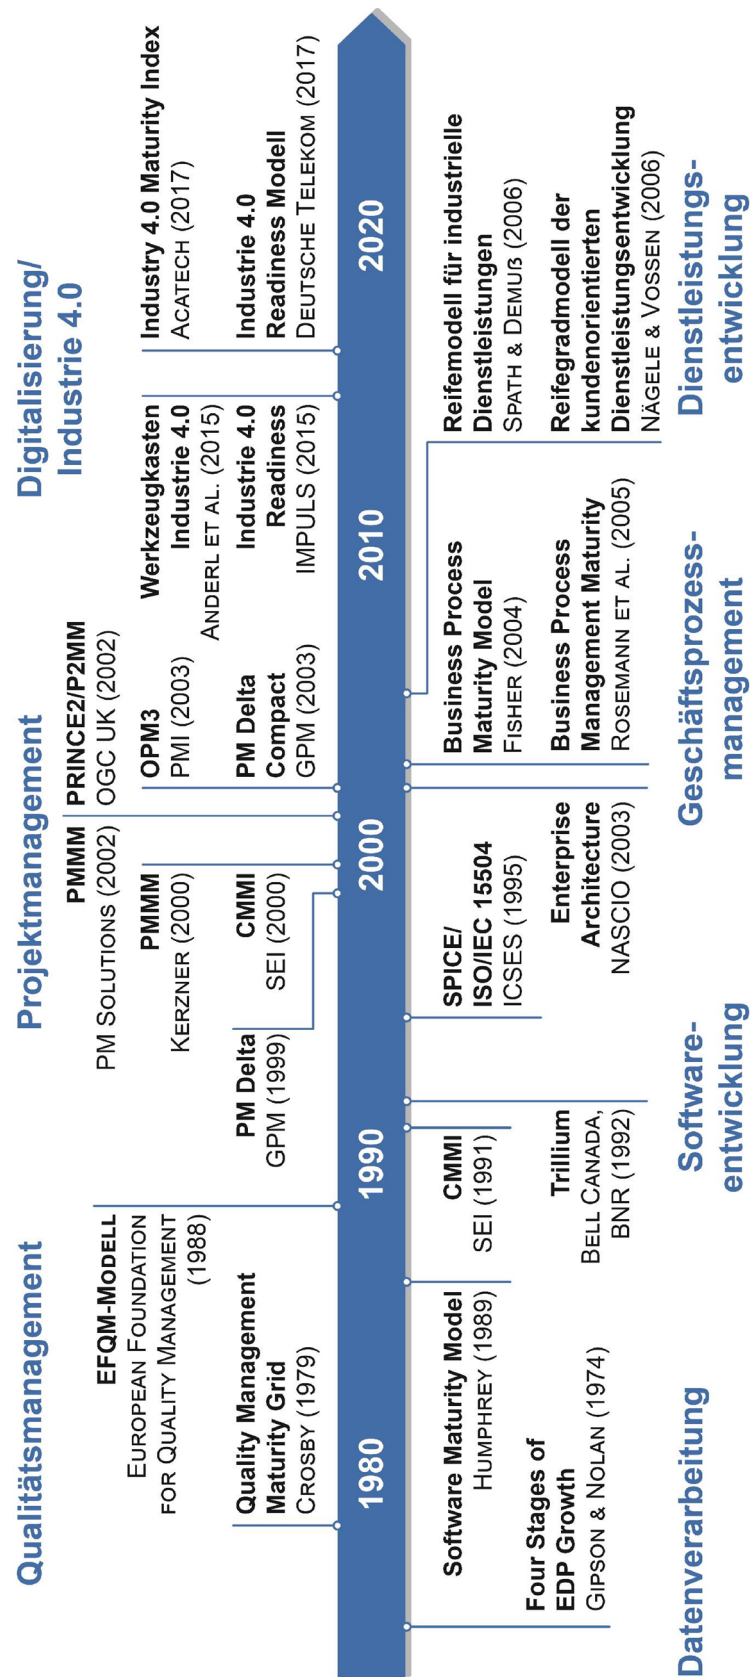 Qualitätsmanagement
Projektmanagement
Digitalisierung/
Industrie 4.0
EFQM-Modell
European Foundation
for Quality Management
(1988)
Quality Management
Maturity Grid
Crosby (1979)
PMMM
PM Solutions (2002)
PMMM
Kerzner (2000)
CMMI
SEI (2000)
PM Delta
GPM (1999)
PRINCE2/P2MM
OGC UK (2002)
OPM3
PMI (2003)
PM Delta
Compact
GPM (2003)
Werkzeugkasten
Industrie 4.0
Anderl et al. (2015)
Industrie 4.0
Readiness
IMPULS (2015)
Industry 4.0 Maturity Index
Acatech (2017)
Industrie 4.0
Readiness Modell
Deutsche Telekom (2017)
1980
1990
2000
2010
2020
Software Maturity Model
Humphrey (1989)
Four Stages of
EDP Growth
Gipson & Nolan (1974)
CMMI
SEI (1991)
Trillium
Bell Canada,
BNR (1992)
SPICE/
ISO/IEC 15504
ICSES (1995)
Enterprise
Architecture
NASCIO (2003)
Business Process
Maturity Model
Fisher (2004)
Business Process
Management Maturity
Rosemann et al. (2005)
Reifemodell für industrielle
Dienstleistungen
Spath & Demuß (2006)
Reifegradmodell der
kundenorientierten
Dienstleistungsentwicklung
Nägele & Vossen (2006)
Datenverarbeitung
Software-
entwicklung
Geschäftsprozess-
management
Dienstleistungs-
entwicklung